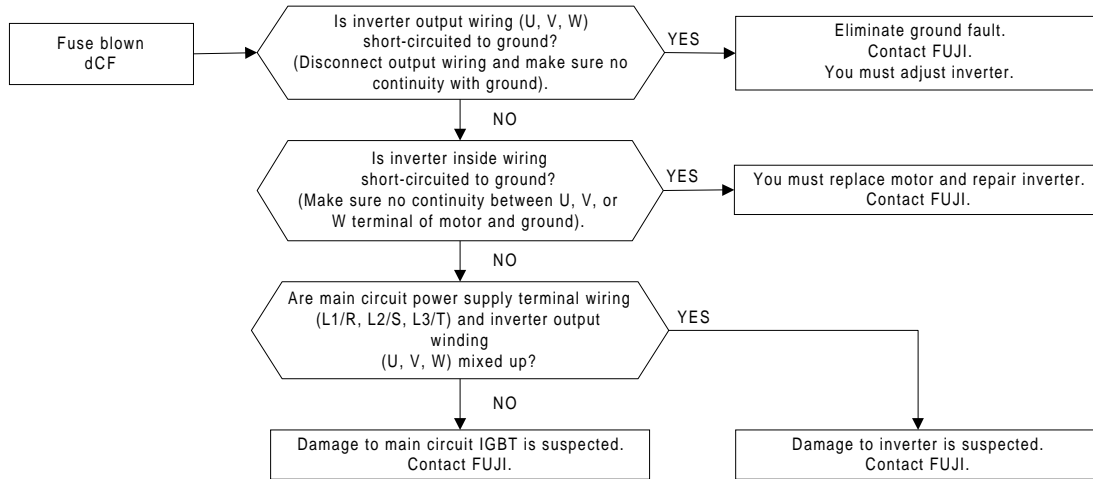 Fuse blown
dCF
Is inverter output wiring (U, V, W)
short-circuited to ground?
(Disconnect output wiring and make sure no
continuity with ground).
YES
Eliminate ground fault.
Contact FUJI.
You must adjust inverter.
NO
Is inverter inside wiring
short-circuited to ground?
(Make sure no continuity between U, V, or
W terminal of motor and ground).
YES
You must replace motor and repair inverter.
Contact FUJI.
NO
Are main circuit power supply terminal wiring
(L1/R, L2/S, L3/T) and inverter output
winding
(U, V, W) mixed up?
YES
NO
Damage to main circuit IGBT is suspected.
Contact FUJI.
Damage to inverter is suspected.
Contact FUJI.